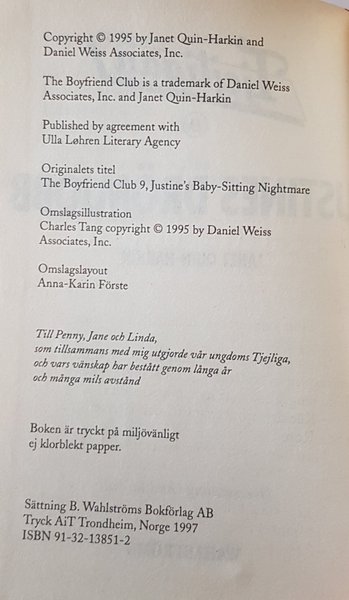 Copyright © 1995 by Janet Quin-Harkin and
Daniel Weiss Associates, Inc.
The Boyfriend Club is a trademark of Daniel Weiss
Associates, Inc. and Janet Quin-Harkin
Published by agreement with
Ulla Løhren Literary Agency
Originalets titel
The Boyfriend Club 9, Justine's Baby-Sitting Nightmare
Omslagsillustration
Charles Tang copyright © 1995 by Daniel Weiss
Associates, Inc.
Omslagslayout
Anna-Karin Förste
Till Penny, Jane och Linda,
som tillsammans med mig utgjorde vår ungdoms Tjejliga,
och vars vänskap har bestått genom långa år
och många mils avstånd
Boken är tryckt på miljövänligt
ej klorblekt papper.
Sättning B. Wahlströms Bokförlag AB
Tryck AiT Trondheim, Norge 1997
ISBN 91-32-13851-2